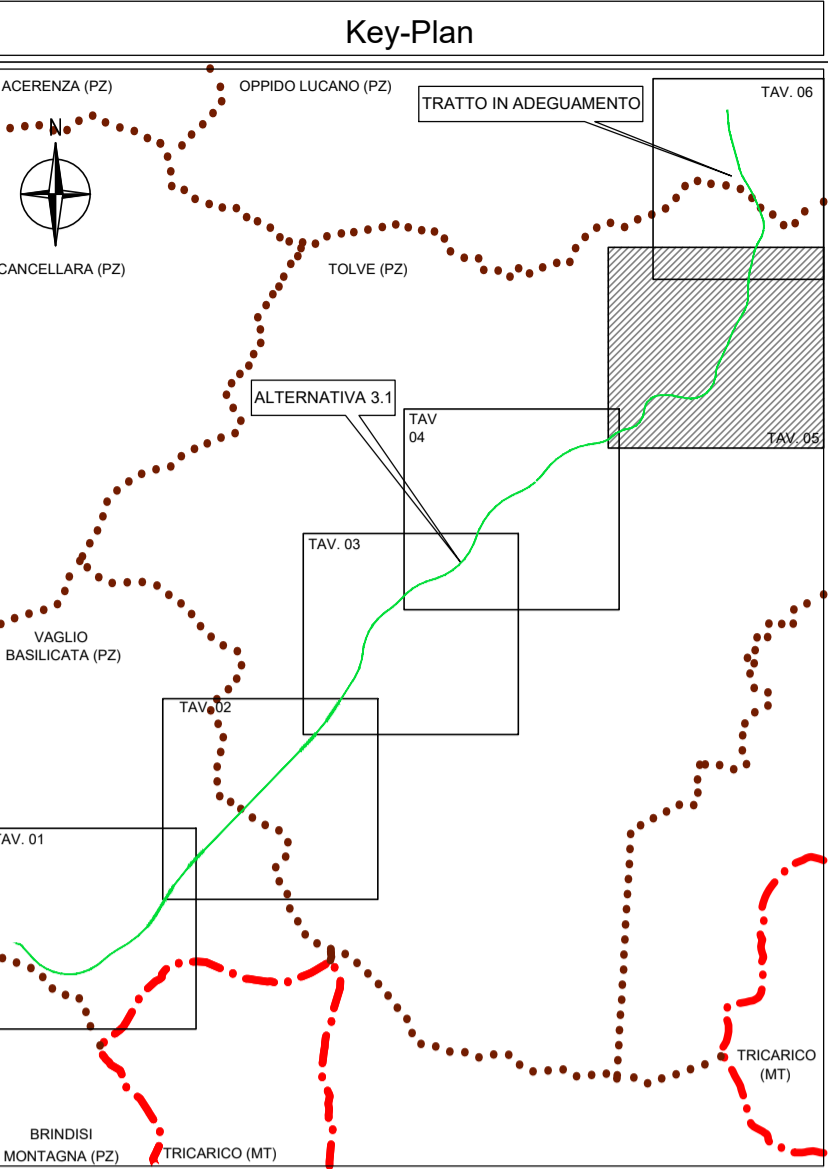 Key-Plan
ACERENZA (PZ)
OPPIDO LUCANO (PZ)
TAV. 06
TRATTO IN ADEGUAMENTO
N
CANCELLARA (PZ)
TOLVE (PZ)
ALTERNATIVA 3.1
TAV
04
TAV. 05
TAV. 03
VAGLIO
BASILICATA (PZ)
TAV. 02
TAV. 01
TRICARICO
(MT)
BRINDISI
MONTAGNA (PZ)
TRICARICO (MT)